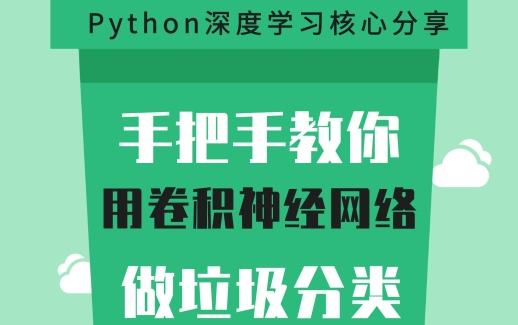 Python深度学习核心分享
手把手教你
用卷积神经网络
做垃圾分类